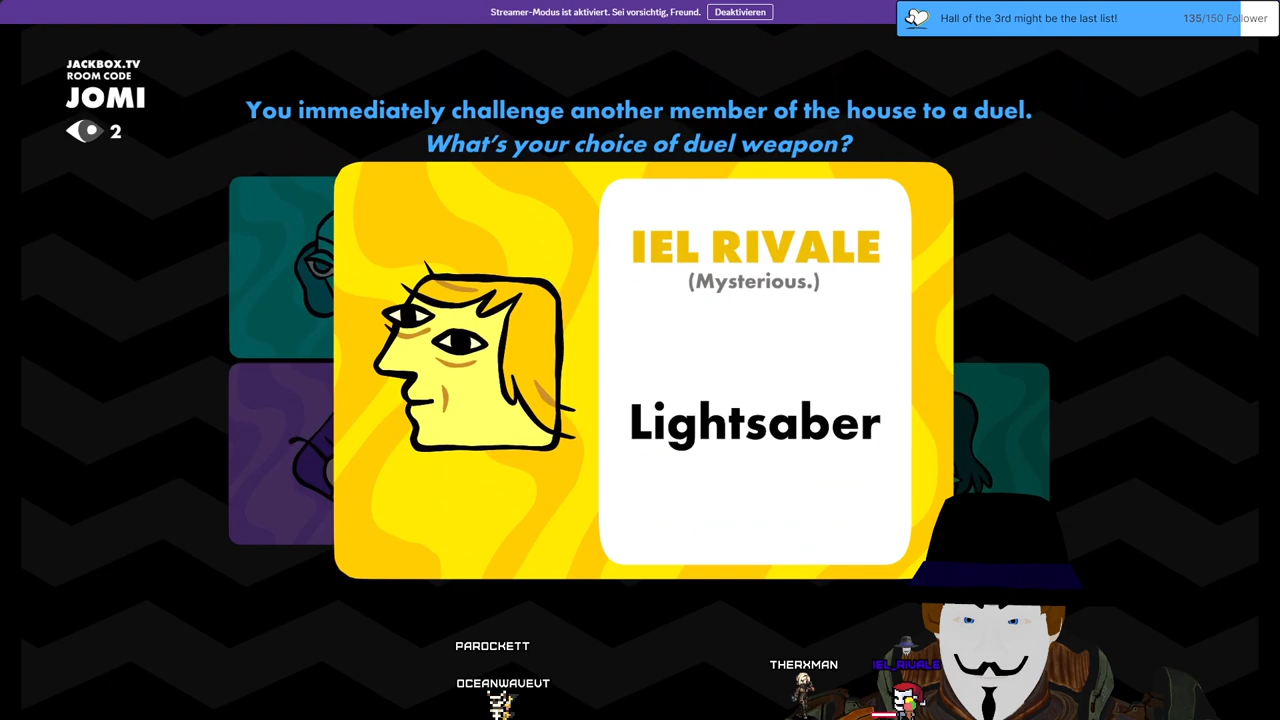 Streamer-Modus ist aktiviert. Sei vorsichtig, Freund. Deaktivieren
Hall of the 3rd might be the last list! 135/150 Follower
JACKBOX.TV
ROOM CODE
JOMI
2
You immediately challenge another member of the house to a duel.
What's your choice of duel weapon?
IEL RIVALE
(Mysterious.)
Lightsaber
PAROCKETT
THERXMAN
IEL_RIVALE
OCEANWAVEVT